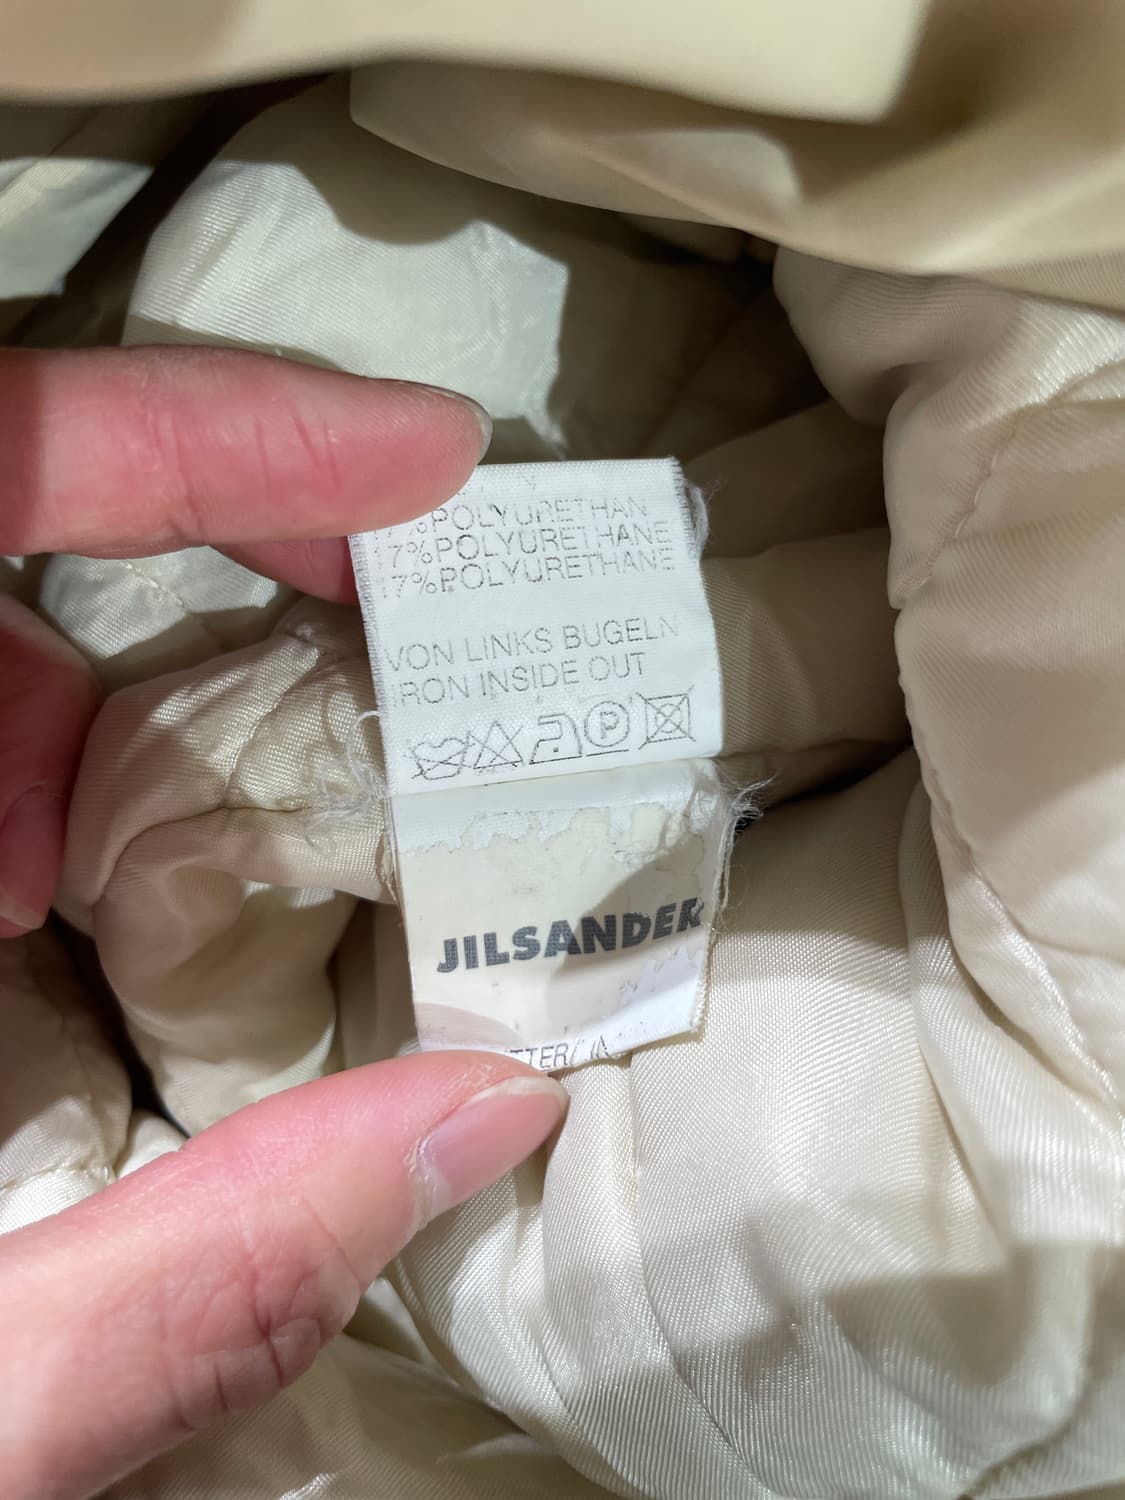 %POLYURETHAN
17%POLYURETHANE
17%POLYURETHANE
VON LINKS BUGELN
IRON INSIDE OUT
P
JILSANDER